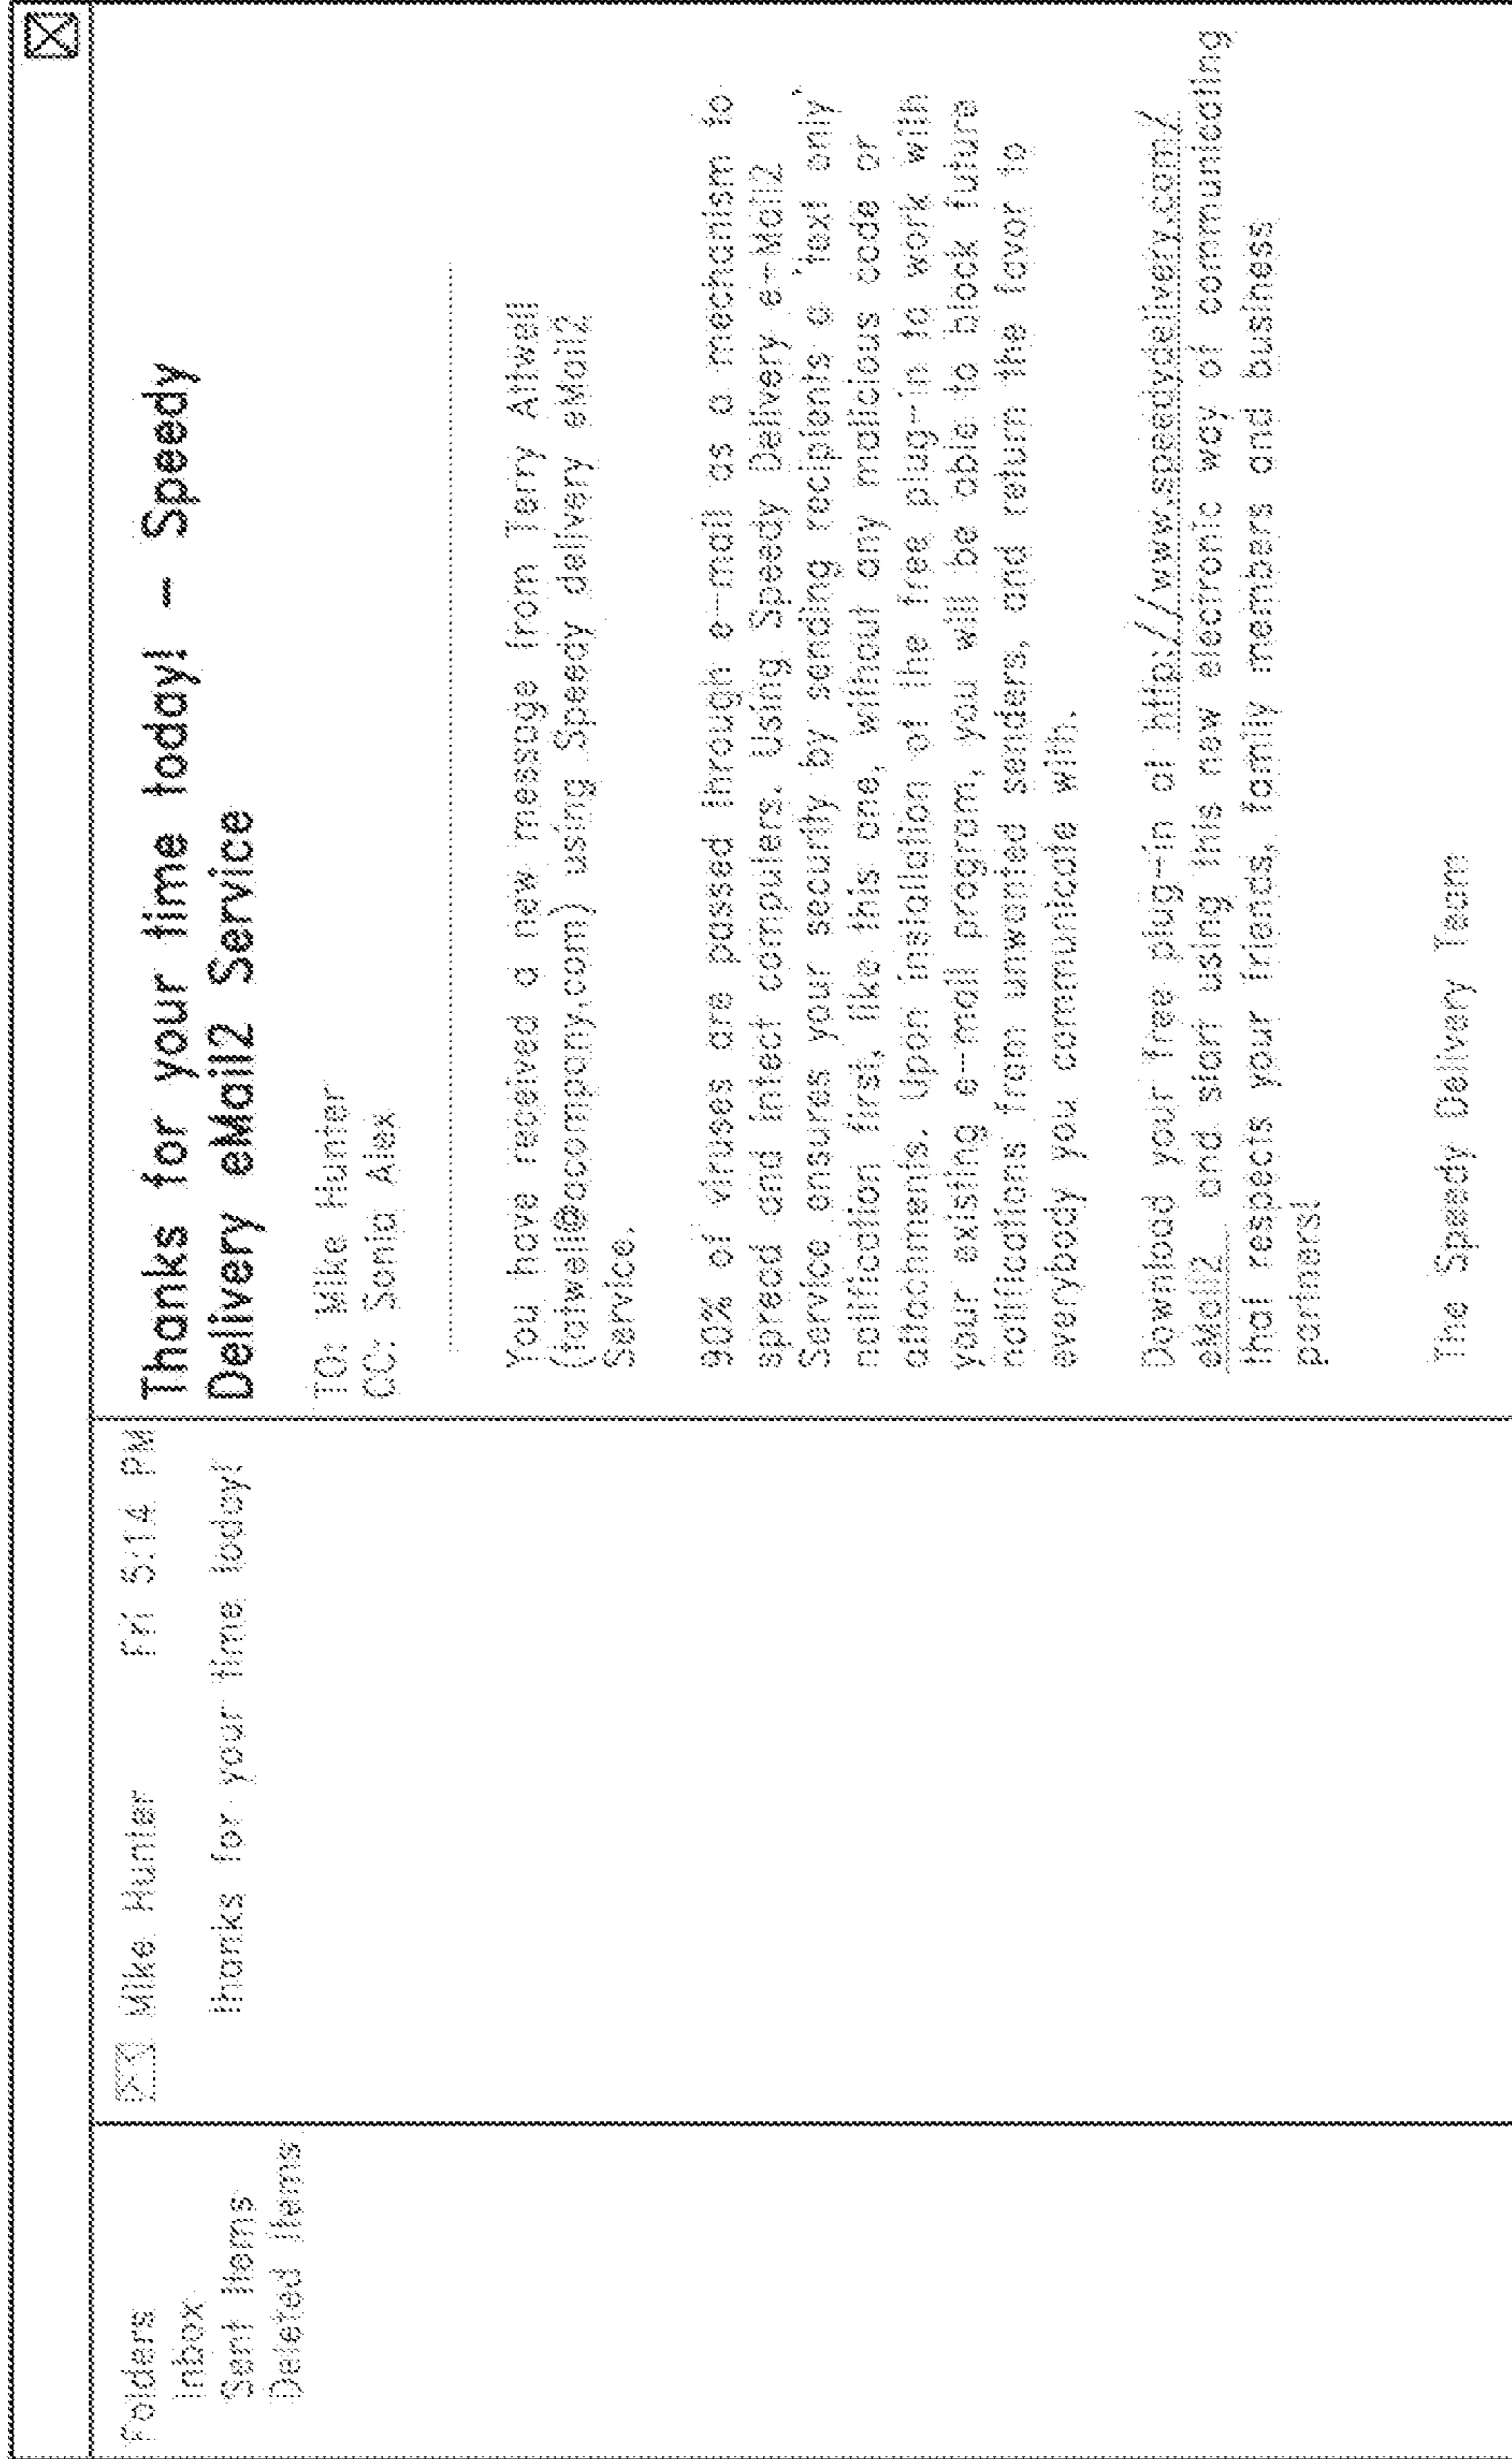 Folders
Inbox
Sent Items
Deleted Items
Mike Hunter Fri 5:14 PM
thanks for your time today!
Thanks for your time today! – Speedy
Delivery eMail2 Service
TO: Mike Hunter
CC: Sonia Alex
You have received a new message from Terry Attwell
(tatwell@acompany.com) using Speedy delivery eMail2
Service.
90% of viruses are passed through e-mail as a mechanism to
spread and infect computers. Using Speedy Delivery e-Mail2
Service ensures your security by sending recipients a 'text only'
notification first, like this one, without any malicious code or
attachments. Upon installation of the free plug-in to work with
your existing e-mail program, you will be able to block future
notifications from unwanted senders, and return the favor to
everybody you communicate with.
Download your free plug-in at http://www.speedydelivery.com/
eMail2 and start using this new electronic way of communicating
that respects your friends, family members and business
partners!
The Speedy Delivery Team